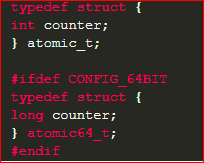 typedef struct {
int counter;
} atomic_t;
#ifdef CONFIG_64BIT
typedef struct {
long counter;
} atomic64_t;
#endif